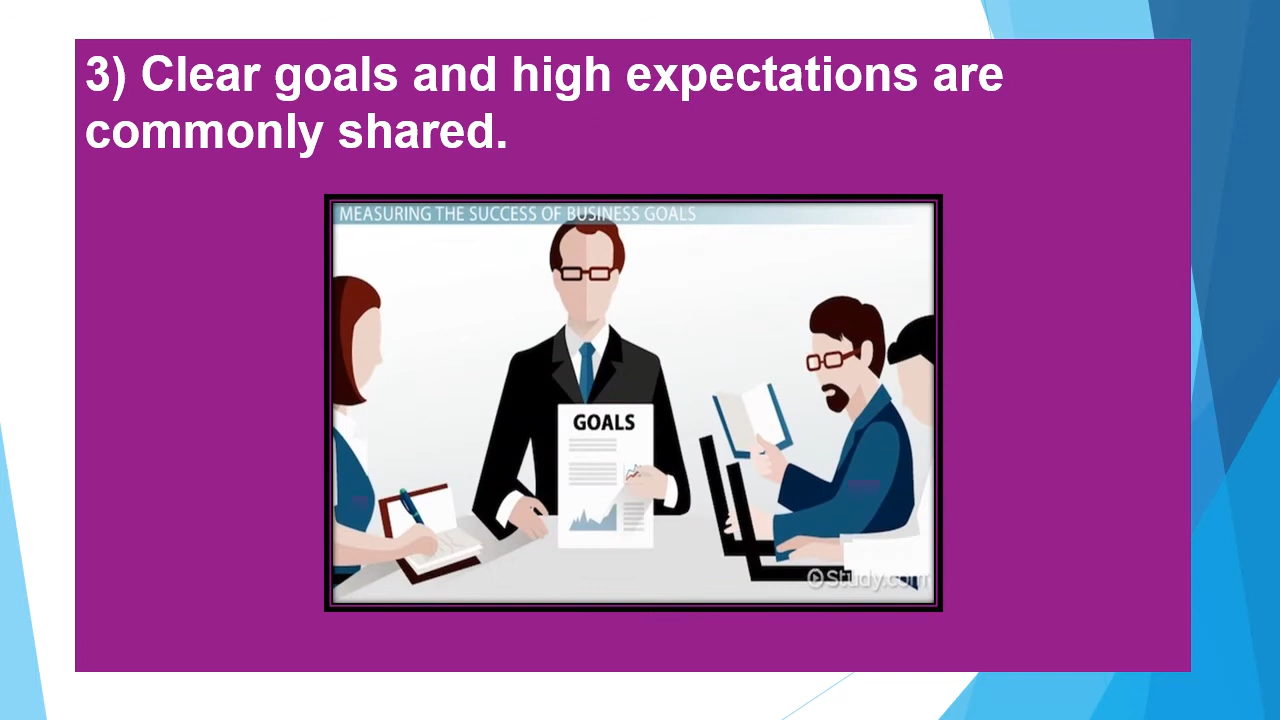 3) Clear goals and high expectations are
commonly shared.
MEASURING THE SUCCESS OF BUSINESS GOALS
GOALS
Study.com